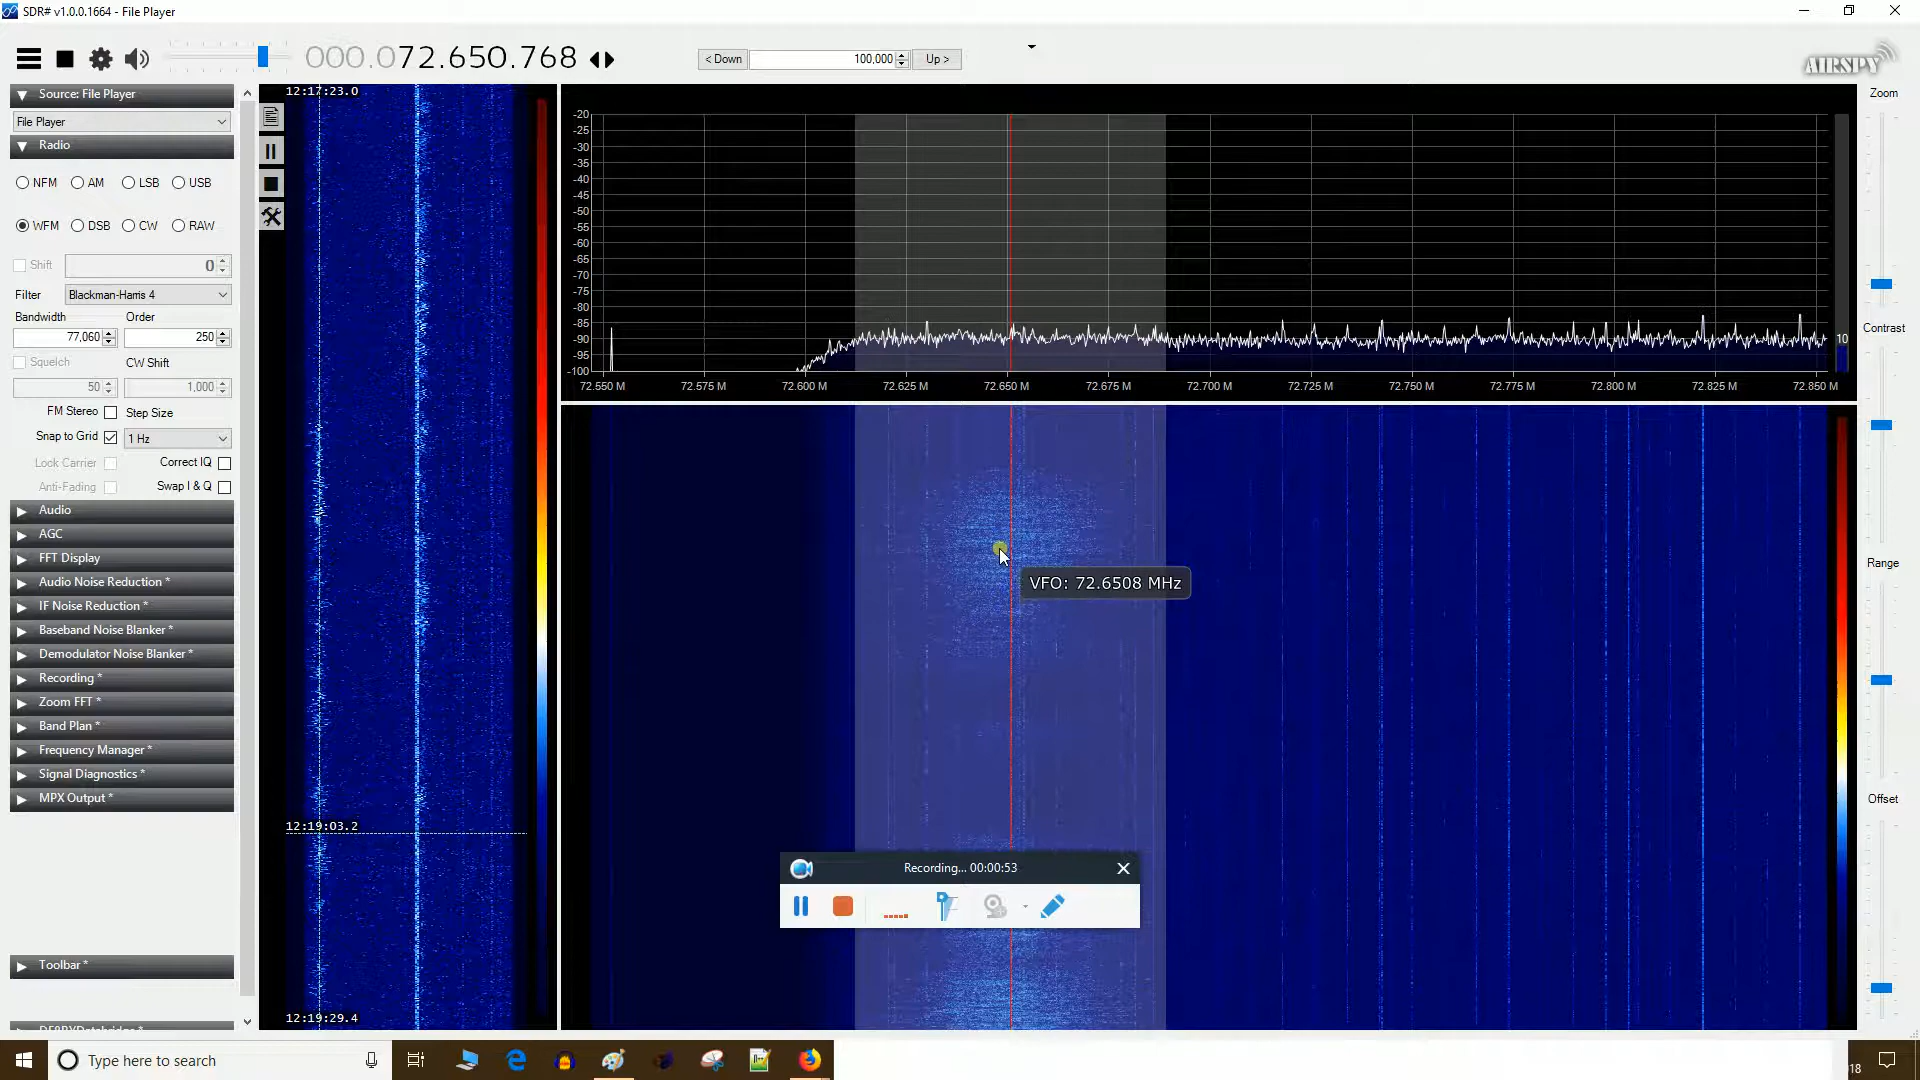 SDR# v1.0.0.1664 - File Player
000.072.650.768
< Down
100,000
Up >
AIRSPY
Source: File Player
File Player
Radio
NFM
AM
LSB
USB
WFM
DSB
CW
RAW
Shift
0
Filter
Blackman-Harris 4
Bandwidth
Order
77,060
250
Squelch
CW Shift
50
1,000
FM Stereo
Step Size
Snap to Grid
1 Hz
Lock Carrier
Correct IQ
Anti-Fading
Swap I & Q
Audio
AGC
FFT Display
Audio Noise Reduction *
IF Noise Reduction *
Baseband Noise Blanker *
Demodulator Noise Blanker *
Recording *
Zoom FFT *
Band Plan *
Frequency Manager *
Signal Diagnostics *
MPX Output *
Toolbar *
12:17:23.0
12:19:03.2
12:19:29.4
-20
-25
-30
-35
-40
-45
-50
-55
-60
-65
-70
-75
-80
-85
-90
-95
-100
10
72.550 M
72.575 M
72.600 M
72.625 M
72.650 M
72.675 M
72.700 M
72.725 M
72.750 M
72.775 M
72.800 M
72.825 M
72.850 M
VFO: 72.6508 MHz
Recording... 00:00:53
Zoom
Contrast
Range
Offset
Type here to search
18